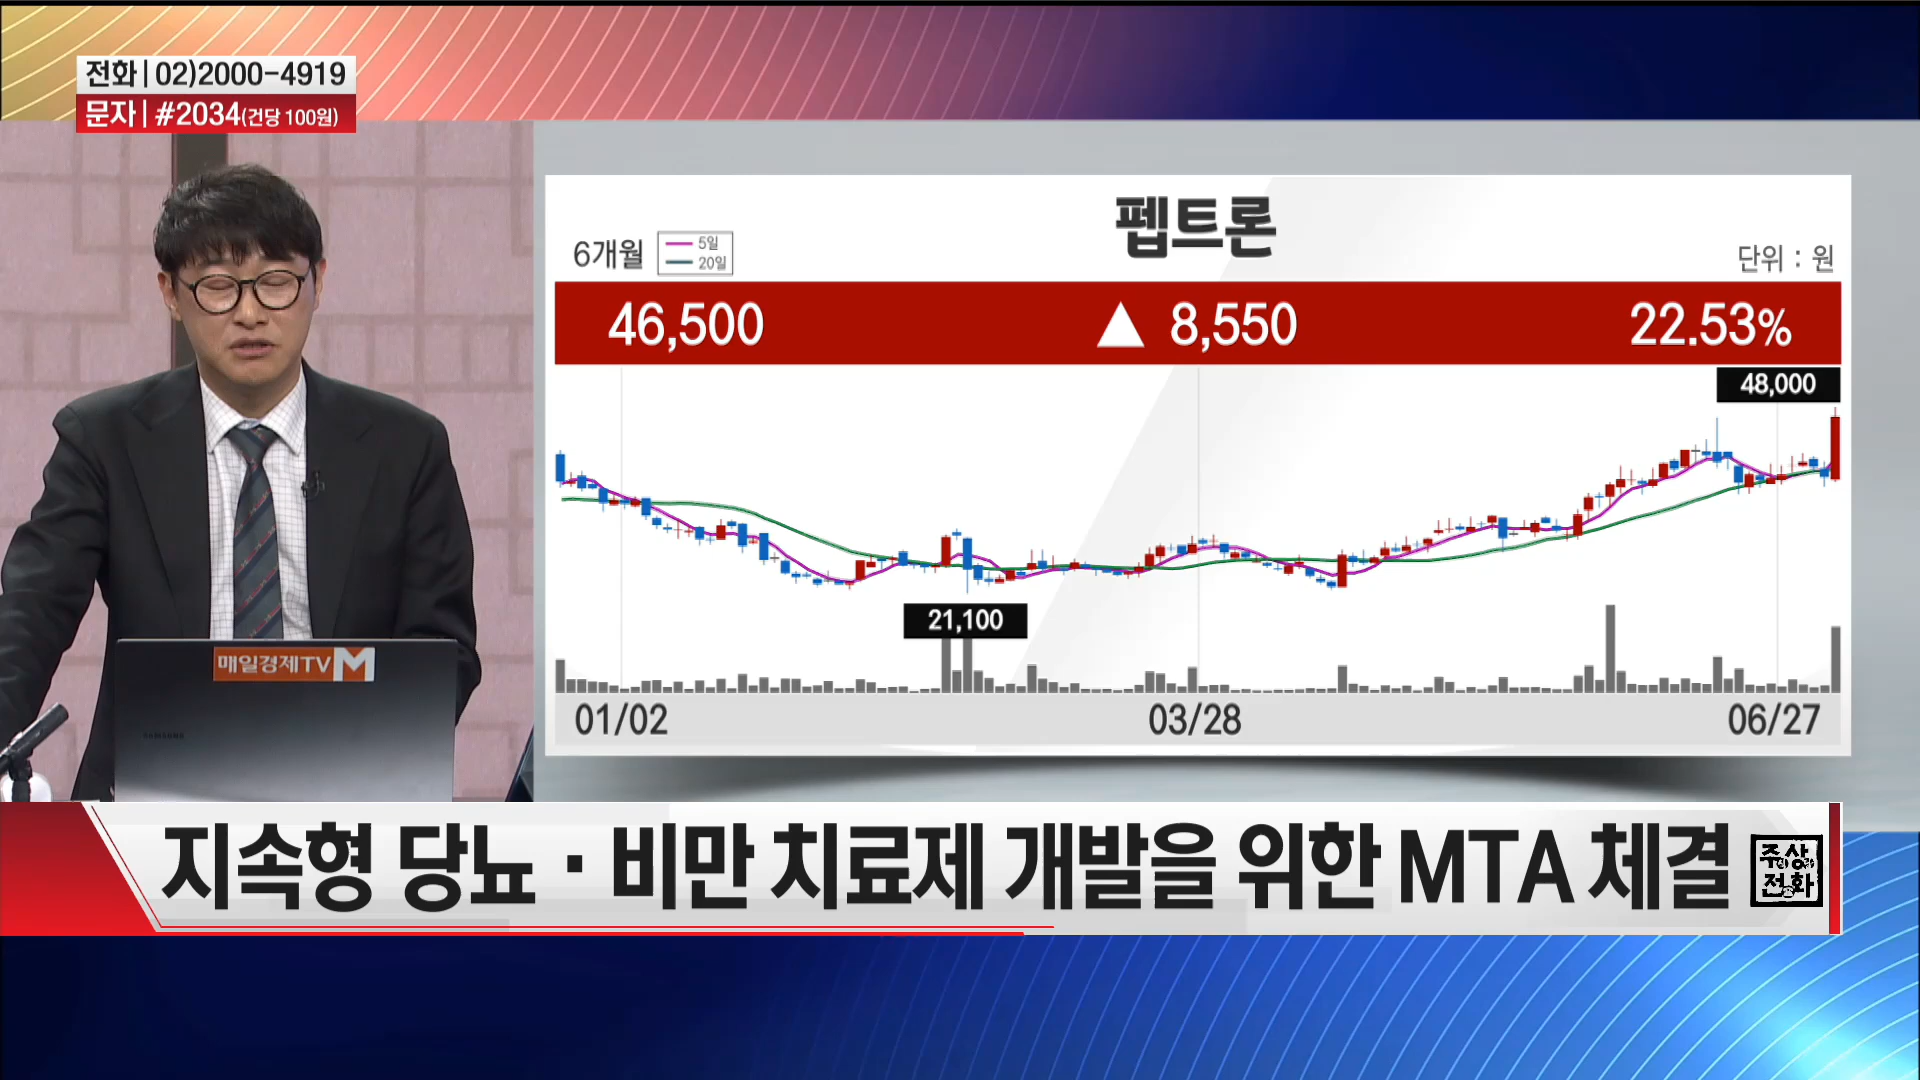 전화 | 02)2000-4919
문자 | #2034(건당 100원)
펩트론
6개월
5일
20일
단위 : 원
46,500 ▲ 8,550 22.53%
48,000
21,100
01/02 03/28 06/27
매일경제TV M
SAMSUNG
지속형 당뇨·비만 치료제 개발을 위한 MTA 체결
주상
전화